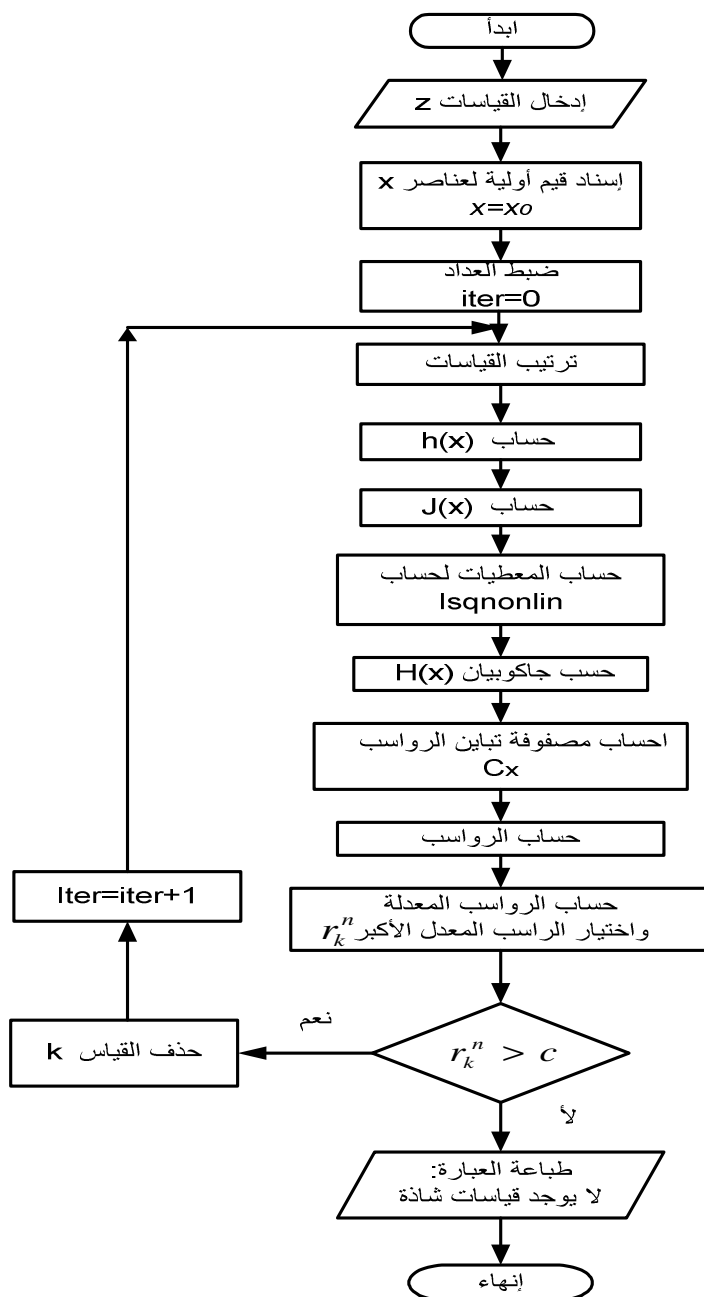 ابدأ
إدخال القياسات z
إسناد قيم أولية لعناصر x
x=xo
ضبط العداد
iter=0
ترتيب القياسات
حساب h(x)
حساب J(x)
حساب المعطيات لحساب
lsqnonlin
حسب جاكوبيان H(x)
احساب مصفوفة تباين الرواسب
Cx
حساب الرواسب
Iter=iter+1
حساب الرواسب المعدلة
واختيار الراسب المعدل الأكبر r_k^n
نعم
حذف القياس k
r_k^n > c
لأ
طباعة العبارة:
لا يوجد قياسات شاذة
إنهاء